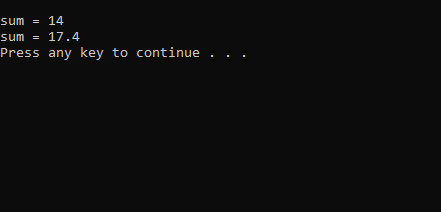 sum = 14
sum = 17.4
Press any key to continue . . .